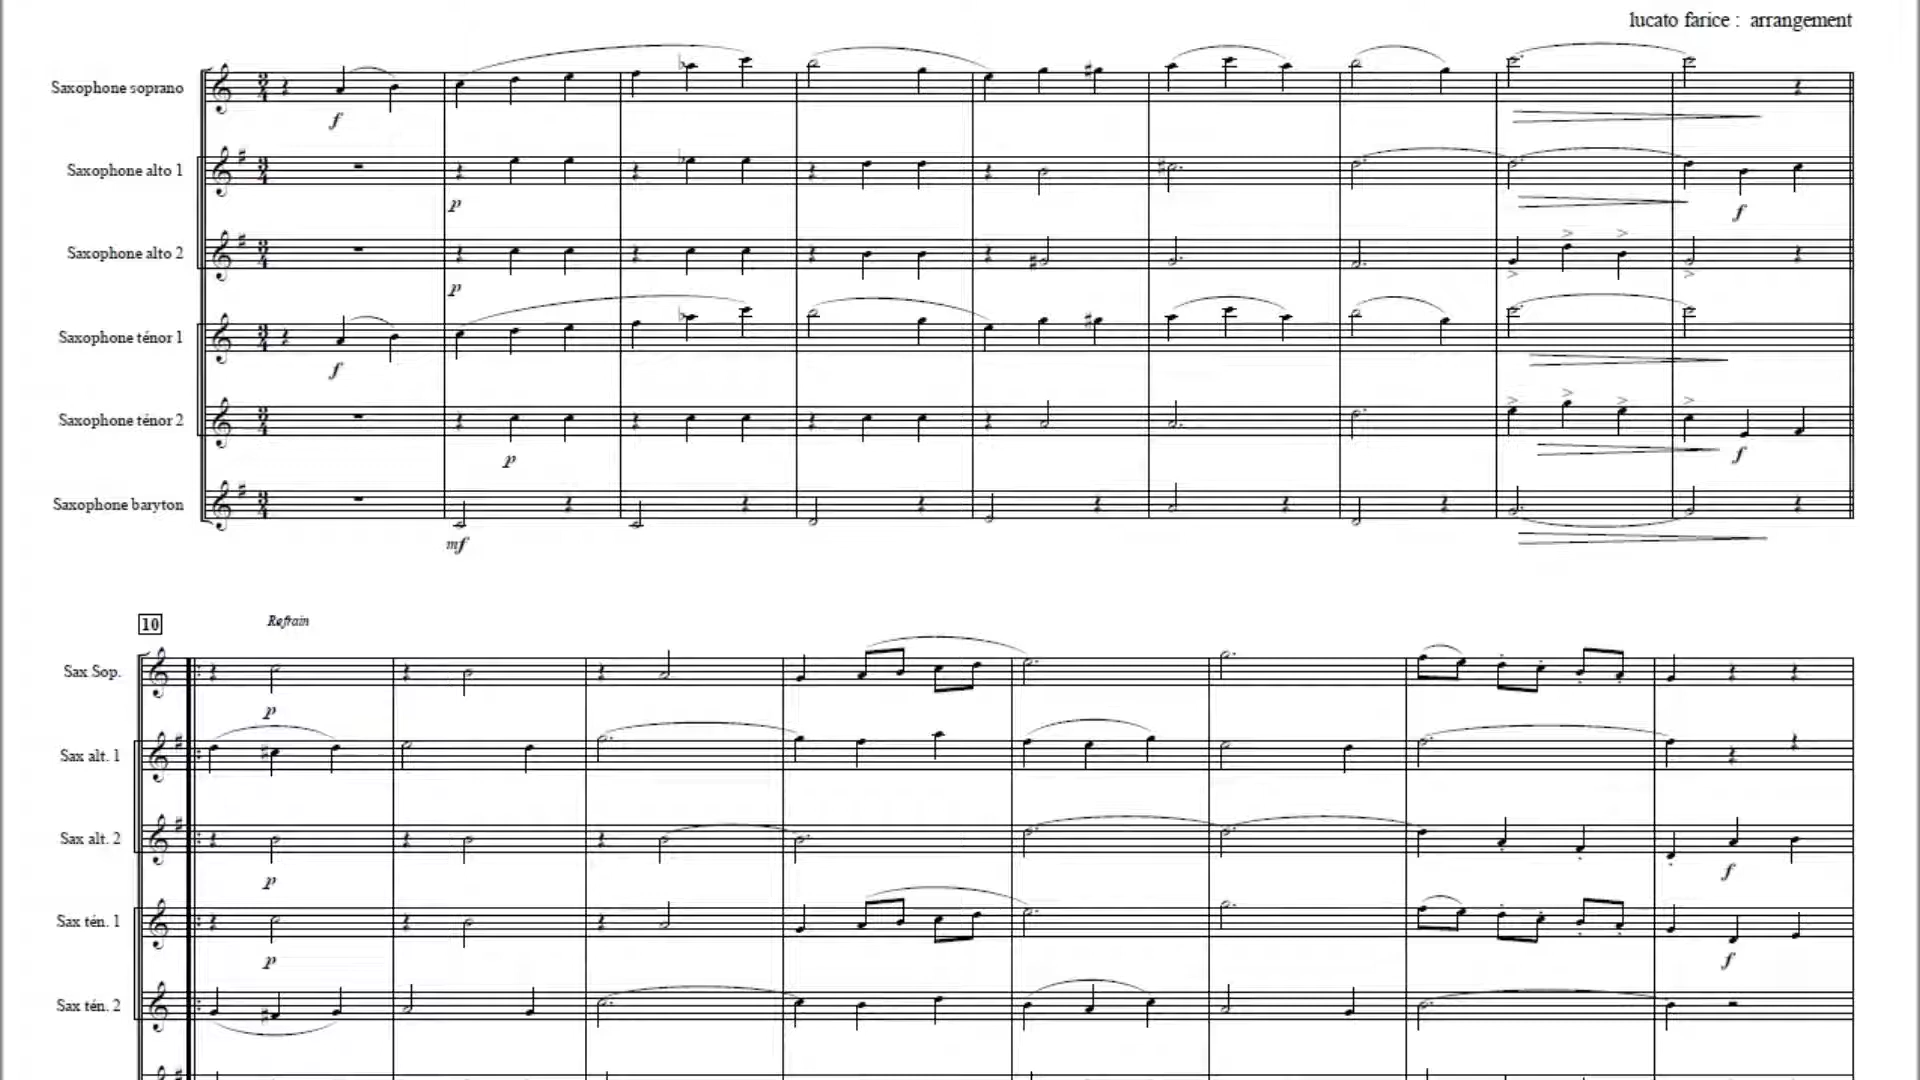 lucato farice : arrangement
Saxophone soprano
f
Saxophone alto 1
p
f
Saxophone alto 2
p
Saxophone ténor 1
f
Saxophone ténor 2
p
f
Saxophone baryton
mf
10
Refrain
Sax Sop.
p
Sax alt. 1
Sax alt. 2
p
f
Sax tén. 1
p
f
Sax tén. 2